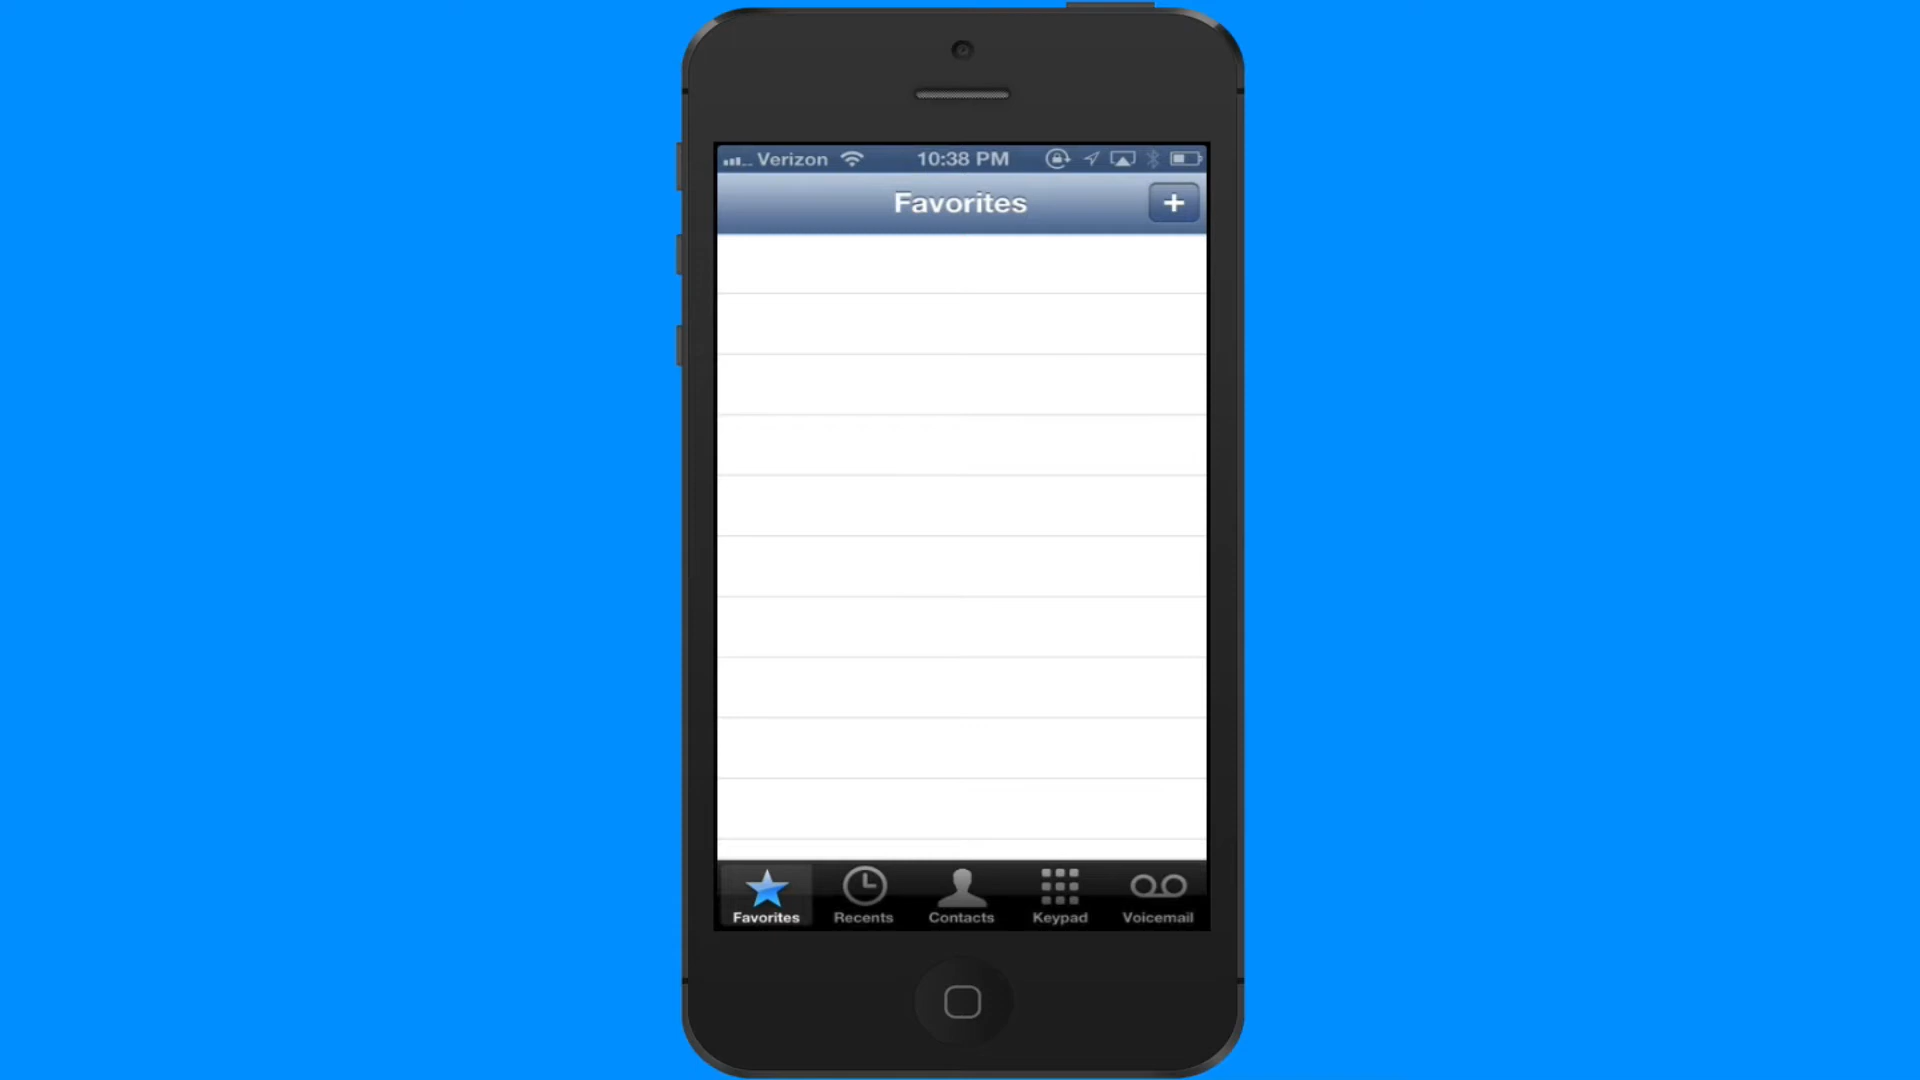 Verizon 10:38 PM
Favorites +
Favorites Recents Contacts Keypad Voicemail